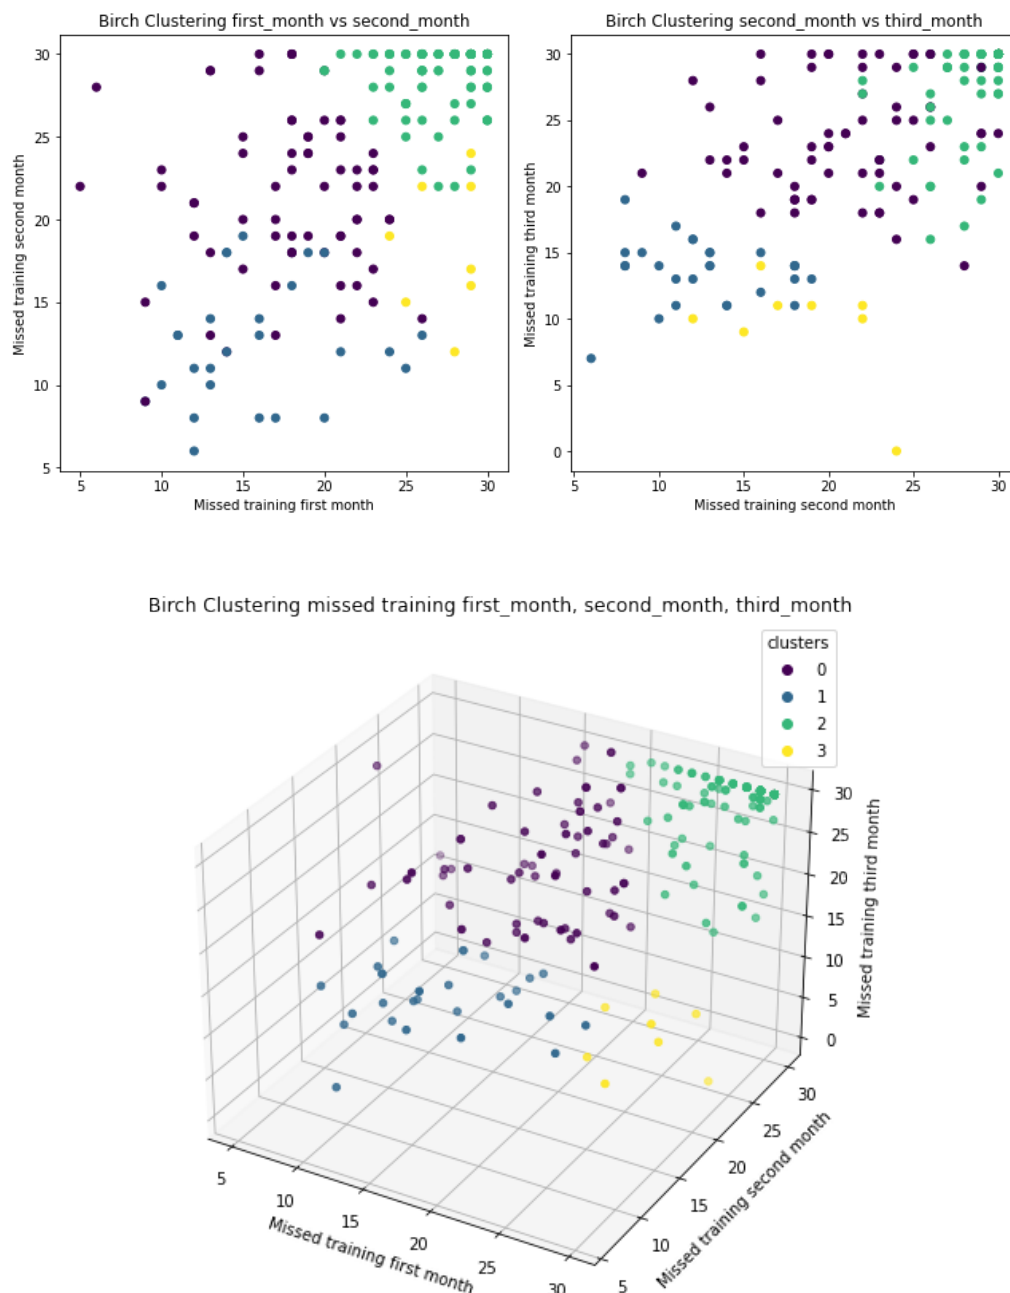 Birch Clustering first_month vs second_month
30
25
20
15
10
5
Missed training second month
5 10 15 20 25 30
Missed training first month
Birch Clustering second_month vs third_month
30
25
20
15
10
5
0
Missed training third month
5 10 15 20 25 30
Missed training second month
Birch Clustering missed training first_month, second_month, third_month
clusters
0
1
2
3
30
25
20
15
10
5
0
Missed training third month
5 10 15 20 25 30
Missed training first month
5 10 15 20 25 30
Missed training second month